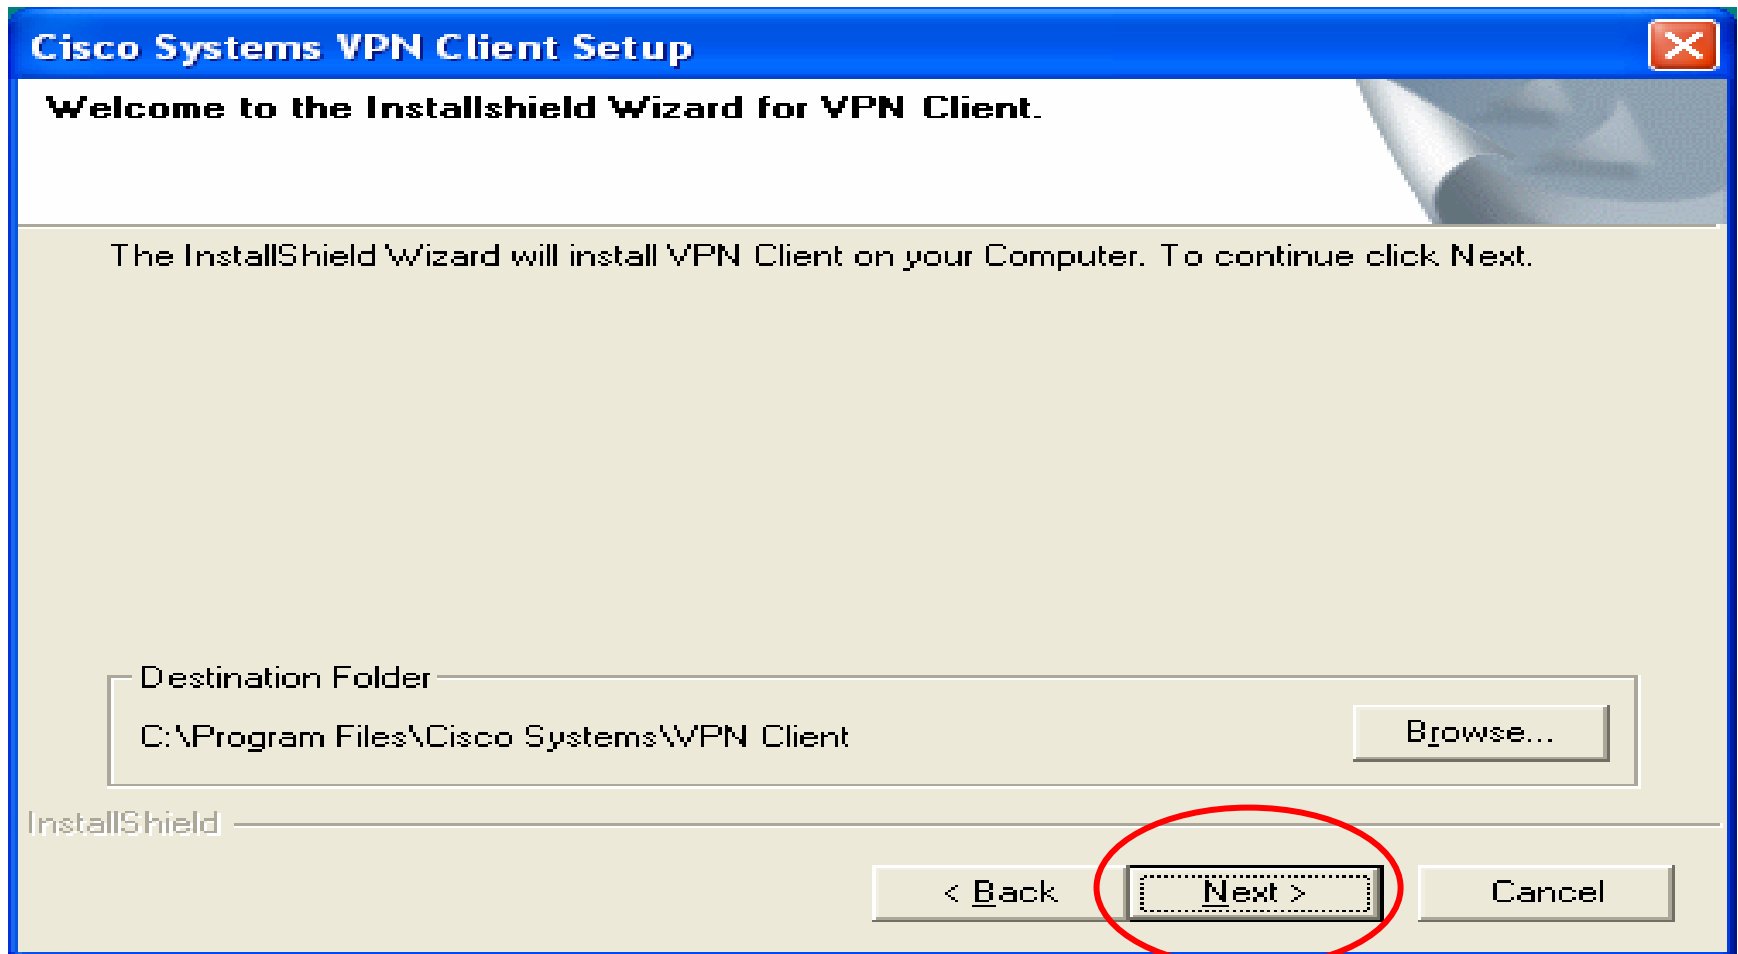 Cisco Systems VPN Client Setup
Welcome to the Installshield Wizard for VPN Client.
The InstallShield Wizard will install VPN Client on your Computer. To continue click Next.
Destination Folder
C:\Program Files\Cisco Systems\VPN Client
Browse...
InstallShield
< Back
Next >
Cancel